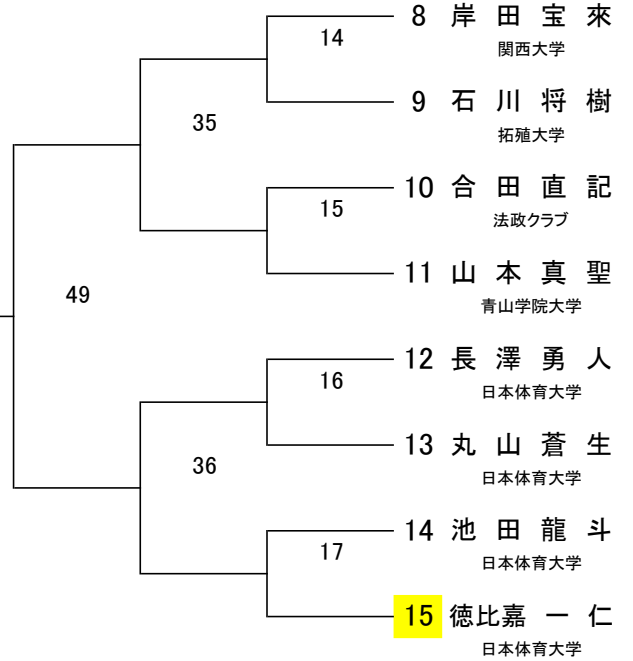 8 岸 田 宝 來
14
関西大学
35
9 石 川 将 樹
拓殖大学
10 合 田 直 記
15
法政クラブ
49
11 山 本 真 聖
青山学院大学
12 長 澤 勇 人
16
日本体育大学
36
13 丸 山 蒼 生
日本体育大学
14 池 田 龍 斗
17
日本体育大学
15 徳比嘉 一 仁
日本体育大学